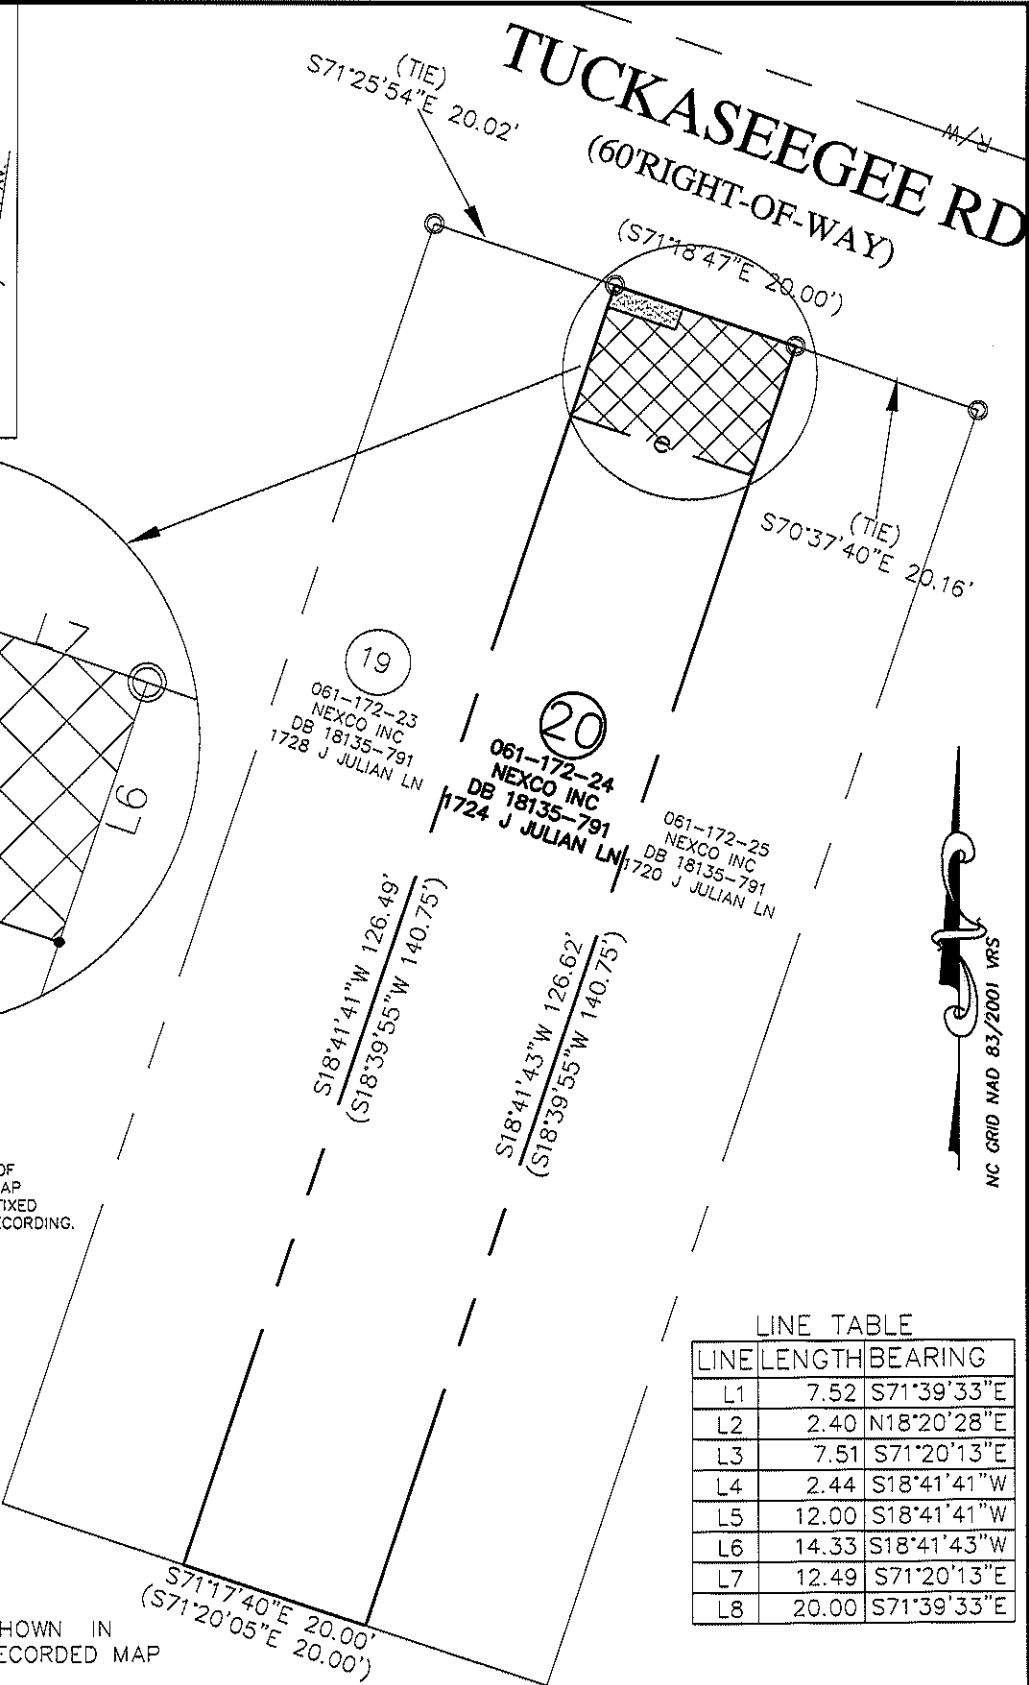 (TIE)
S71°25'54"E 20.02'
TUCKASEEGEE RD
(60'RIGHT-OF-WAY)
R/W
(S71°18'47"E 20.00')
e
(TIE)
S70°37'40"E 20.16'
L7
L6
19
061-172-23
NEXCO INC
DB 18135-791
1728 J JULIAN LN
20
061-172-24
NEXCO INC
DB 18135-791
1724 J JULIAN LN
061-172-25
NEXCO INC
DB 18135-791
1720 J JULIAN LN
S18°41'41"W 126.49'
(S18°39'55"W 140.75')
S18°41'43"W 126.62'
(S18°39'55"W 140.75')
NC GRID NAD 83/2001 VRS
OF
AP
TIXED
ECORDING.
S71°17'40"E 20.00'
(S71°20'05"E 20.00')
HOWN IN
ECORDED MAP
LINE TABLE
LINE LENGTH BEARING
L1 7.52 S71°39'33"E
L2 2.40 N18°20'28"E
L3 7.51 S71°20'13"E
L4 2.44 S18°41'41"W
L5 12.00 S18°41'41"W
L6 14.33 S18°41'43"W
L7 12.49 S71°20'13"E
L8 20.00 S71°39'33"E